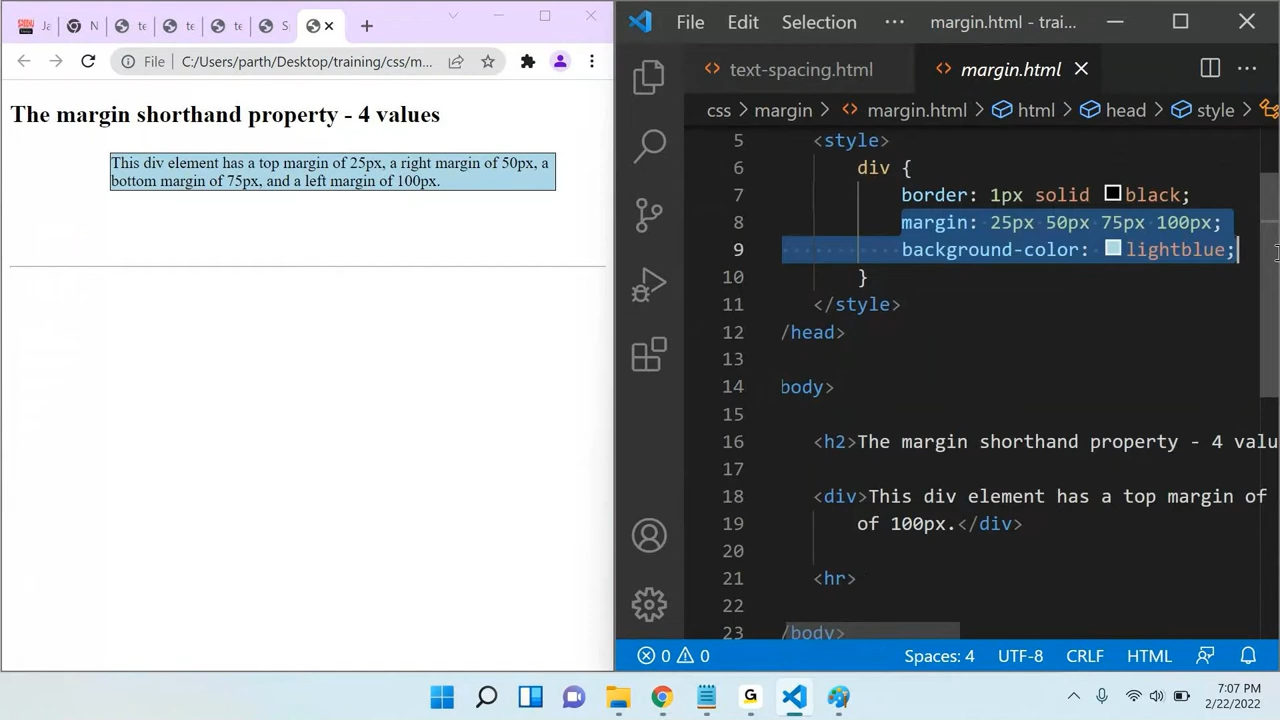 Ja
N
te
te
te
S
File C:/Users/parth/Desktop/training/css/m...
The margin shorthand property - 4 values
This div element has a top margin of 25px, a right margin of 50px, a
bottom margin of 75px, and a left margin of 100px.
File Edit Selection ··· margin.html - trai...
text-spacing.html margin.html
css > margin > margin.html > html > head > style >
5 <style>
6 div {
7 border: 1px solid black;
8 margin: 25px 50px 75px 100px;
9 background-color: lightblue;
10 }
11 </style>
12 /head>
13
14 body>
15
16 <h2>The margin shorthand property - 4 valu
17
18 <div>This div element has a top margin of
19 of 100px.</div>
20
21 <hr>
22
23 /body>
0 0 Spaces: 4 UTF-8 CRLF HTML
G
7:07 PM
2/22/2022